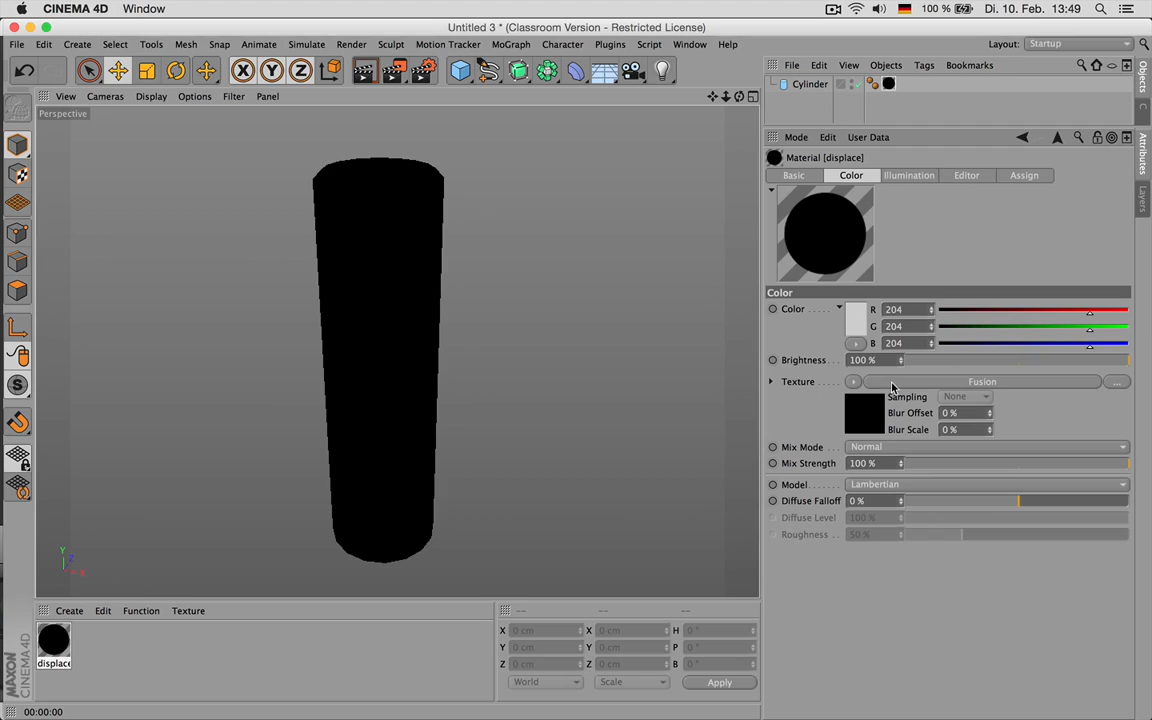 CINEMA 4D Window 100 % Di. 10. Feb. 13:49
Untitled 3 * (Classroom Version - Restricted License)
File Edit Create Select Tools Mesh Snap Animate Simulate Render Sculpt Motion Tracker MoGraph Character Plugins Script Window Help Layout: Startup
X Y Z
File Edit View Objects Tags Bookmarks
Cylinder
View Cameras Display Options Filter Panel
Perspective
Mode Edit User Data
Material [displace]
Basic Color Illumination Editor Assign
Objects
Attributes
Layers
Color
Color R 204
G 204
B 204
Brightness 100 %
Texture Fusion ...
Sampling None
Blur Offset 0 %
Blur Scale 0 %
Mix Mode Normal
Mix Strength 100 %
Model Lambertian
Diffuse Falloff 0 %
Diffuse Level 100 %
Roughness 50 %
Y
Z
X
Create Edit Function Texture
displace
-- -- --
X 0 cm X 0 cm H 0 °
Y 0 cm Y 0 cm P 0 °
Z 0 cm Z 0 cm B 0 °
World Scale Apply
MAXON
CINEMA 4D
00:00:00